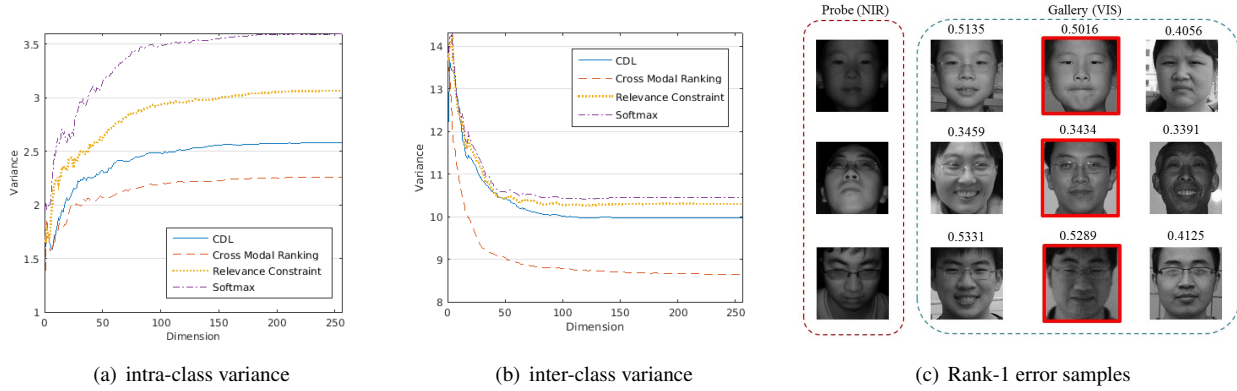 3.5
3
2.5
2
1.5
1
Variance
CDL
Cross Modal Ranking
Relevance Constraint
Softmax
0 50 100 150 200 250
Dimension
(a) intra-class variance
14
13
12
11
10
9
8
Variance
CDL
Cross Modal Ranking
Relevance Constraint
Softmax
0 50 100 150 200 250
Dimension
(b) inter-class variance
Probe (NIR) Gallery (VIS)
0.5135 0.5016 0.4056
0.3459 0.3434 0.3391
0.5331 0.5289 0.4125
(c) Rank-1 error samples